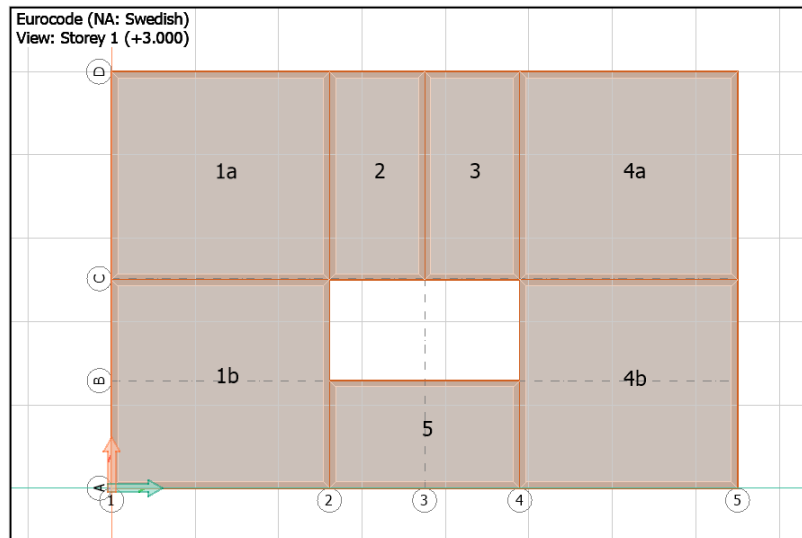 Eurocode (NA: Swedish)
View: Storey 1 (+3.000)
D
1a
2
3
4a
C
1b
4b
B
5
A
1
2
3
4
5